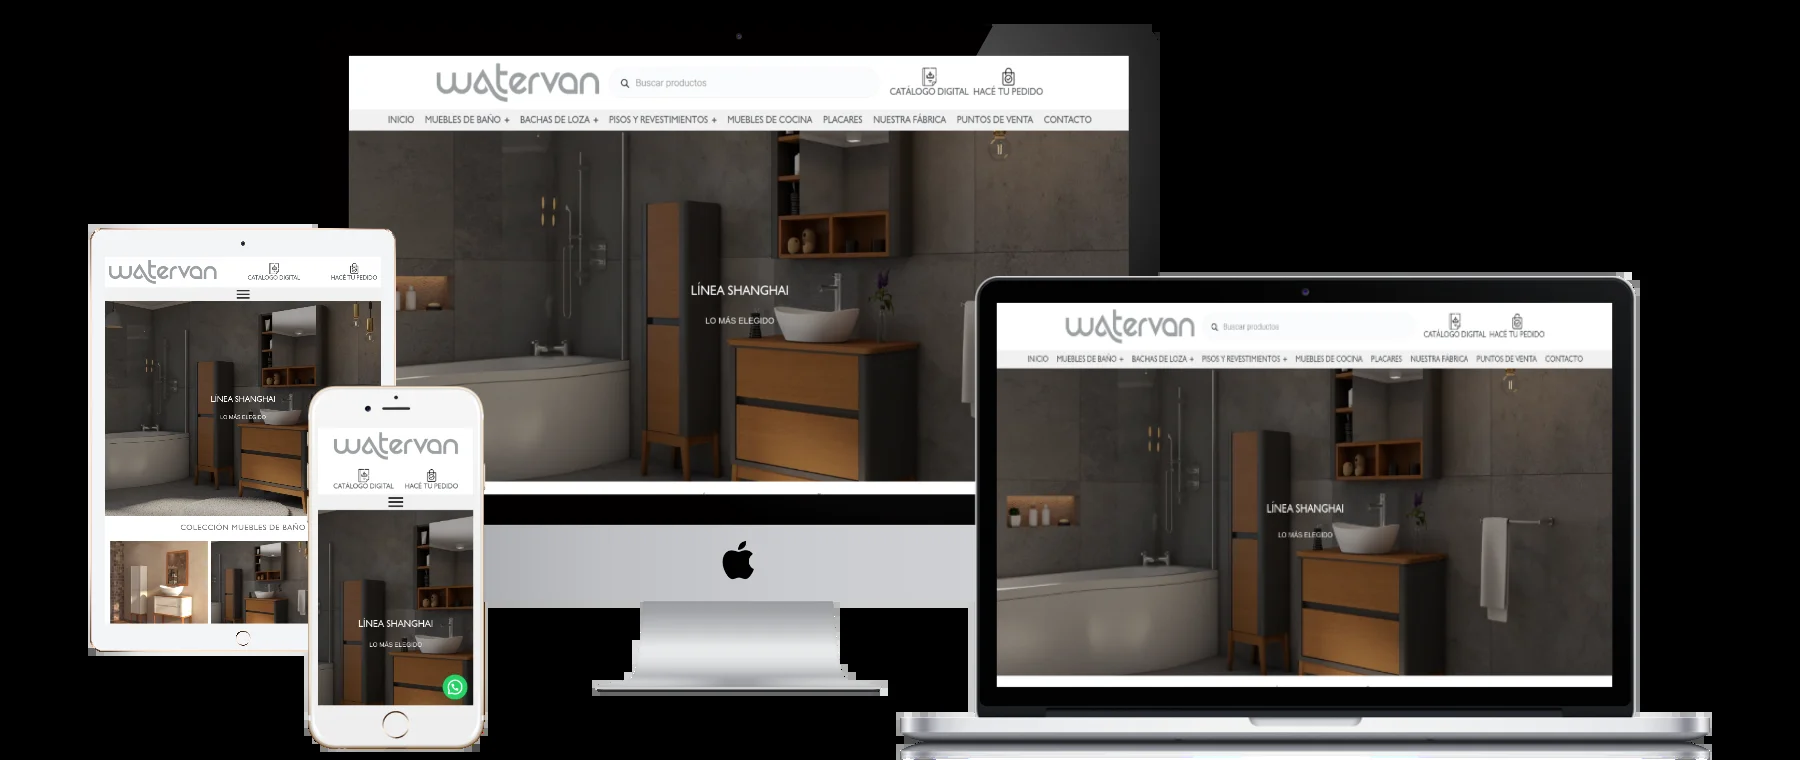 watervan
Buscar productos
CATÁLOGO DIGITAL HACÉ TU PEDIDO
INICIO MUEBLES DE BAÑO + BACHAS DE LOZA + PISOS Y REVESTIMIENTOS + MUEBLES DE COCINA PLACARES NUESTRA FÁBRICA PUNTOS DE VENTA CONTACTO
LÍNEA SHANGHAI
LO MÁS ELEGIDO
watervan
CATÁLOGO DIGITAL HACÉ TU PEDIDO
LÍNEA SHANGHAI
LO MÁS ELEGIDO
COLECCIÓN MUEBLES DE BAÑO
watervan
CATÁLOGO DIGITAL HACÉ TU PEDIDO
LÍNEA SHANGHAI
LO MÁS ELEGIDO
watervan
Buscar productos
CATÁLOGO DIGITAL HACÉ TU PEDIDO
INICIO MUEBLES DE BAÑO + BACHAS DE LOZA + PISOS Y REVESTIMIENTOS + MUEBLES DE COCINA PLACARES NUESTRA FÁBRICA PUNTOS DE VENTA CONTACTO
LÍNEA SHANGHAI
LO MÁS ELEGIDO